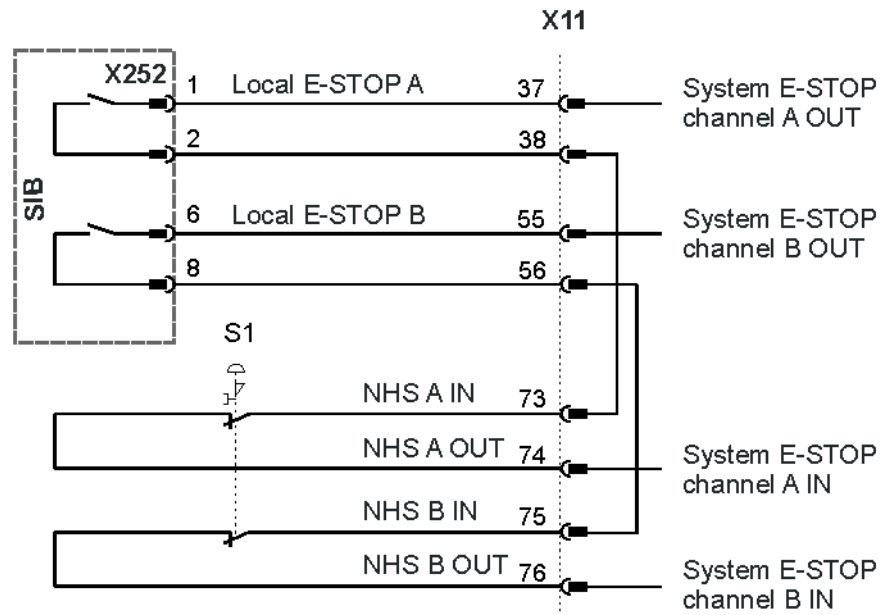 X11
X252
1
Local E-STOP A
37
System E-STOP
channel A OUT
2
38
SIB
6
Local E-STOP B
55
System E-STOP
channel B OUT
8
56
S1
NHS A IN
73
NHS A OUT
74
System E-STOP
channel A IN
NHS B IN
75
NHS B OUT
76
System E-STOP
channel B IN